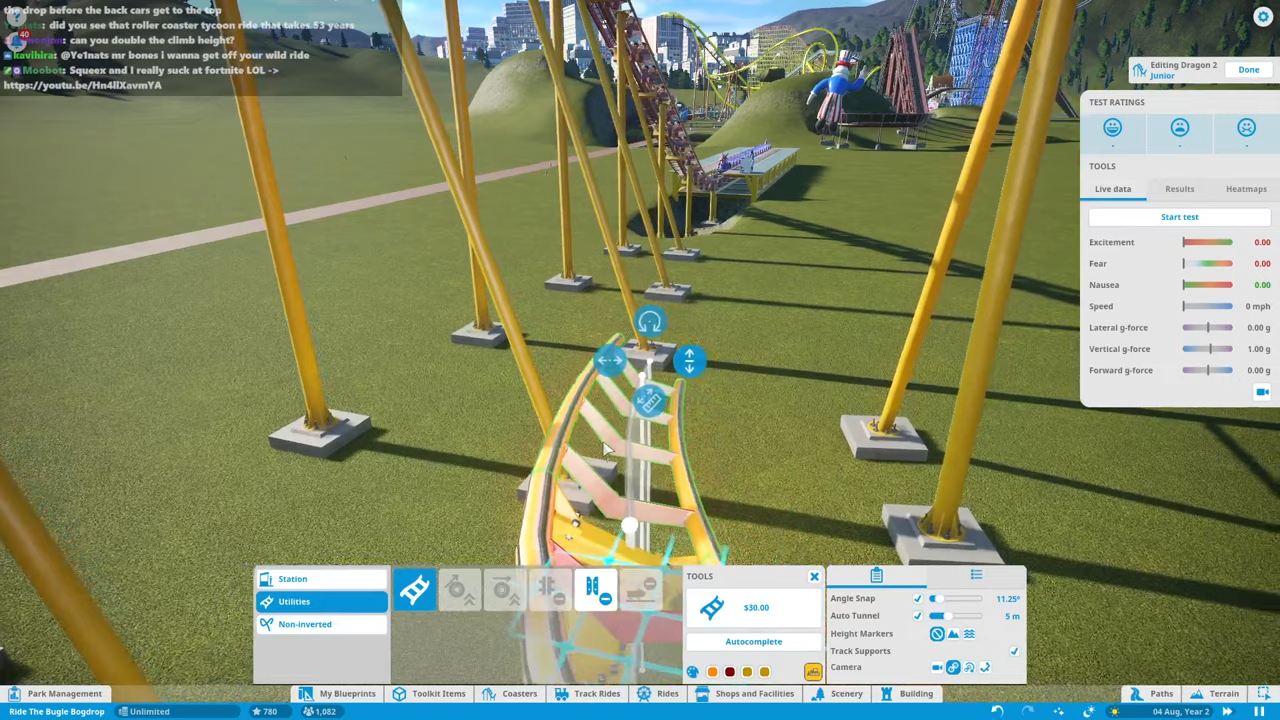 the drop before the back cars get to the top
did you see that roller coaster tycoon ride that takes 53 years
40
can you double the climb height?
kavihira: @Ye1nats mr bones i wanna get off your wild ride
Moobot: Squeex and I really suck at fortnite LOL ->
https://youtu.be/Hn4liXavmYA
Editing Dragon 2
Junior
Done
TEST RATINGS
- - -
TOOLS
Live data Results Heatmaps
Start test
Excitement 0.00
Fear 0.00
Nausea 0.00
Speed 0 mph
Lateral g-force 0.00 g
Vertical g-force 1.00 g
Forward g-force 0.00 g
Station
Utilities
Non-inverted
TOOLS
$30.00
Autocomplete
Angle Snap 11.25°
Auto Tunnel 5 m
Height Markers
Track Supports
Camera
Park Management My Blueprints Toolkit Items Coasters Track Rides Rides Shops and Facilities Scenery Building Paths Terrain
Ride The Bugle Bogdrop Unlimited 780 1,082 04 Aug, Year 2